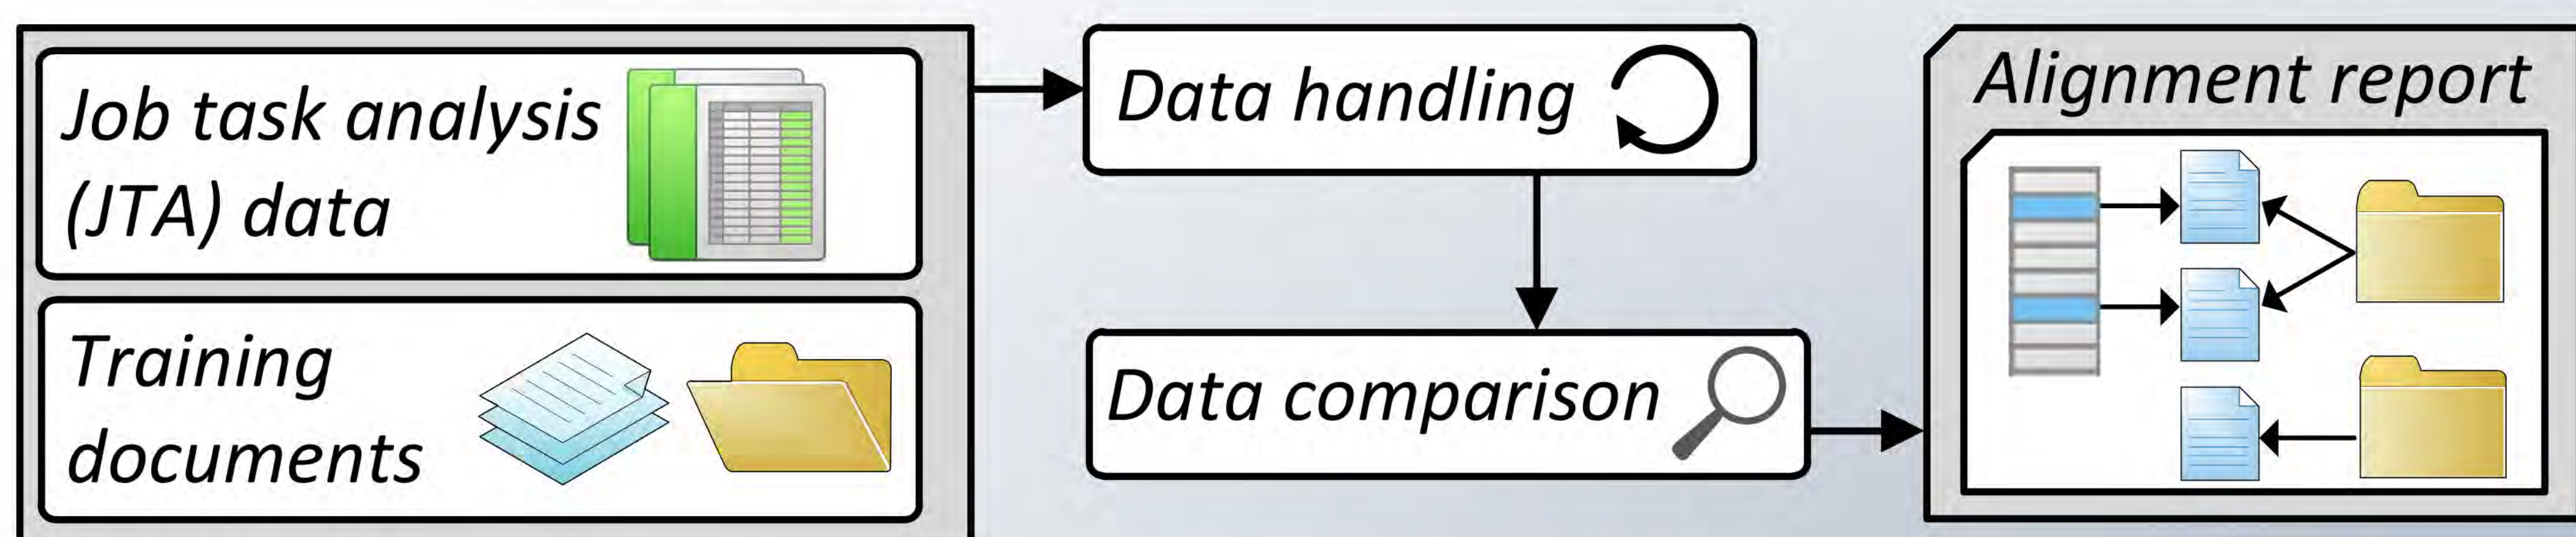 Job task analysis
(JTA) data
Training
documents
Data handling
Data comparison
Alignment report